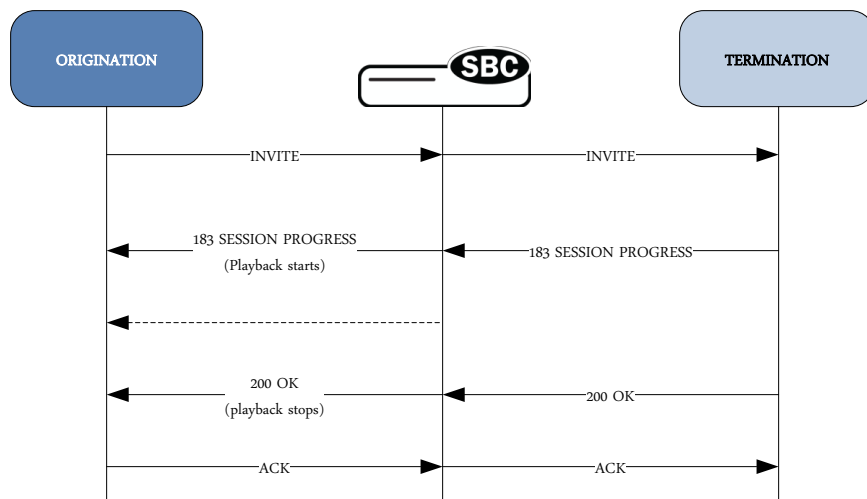 ORIGINATION
SBC
TERMINATION
INVITE
INVITE
183 SESSION PROGRESS
(Playback starts)
183 SESSION PROGRESS
200 OK
(playback stops)
200 OK
ACK
ACK